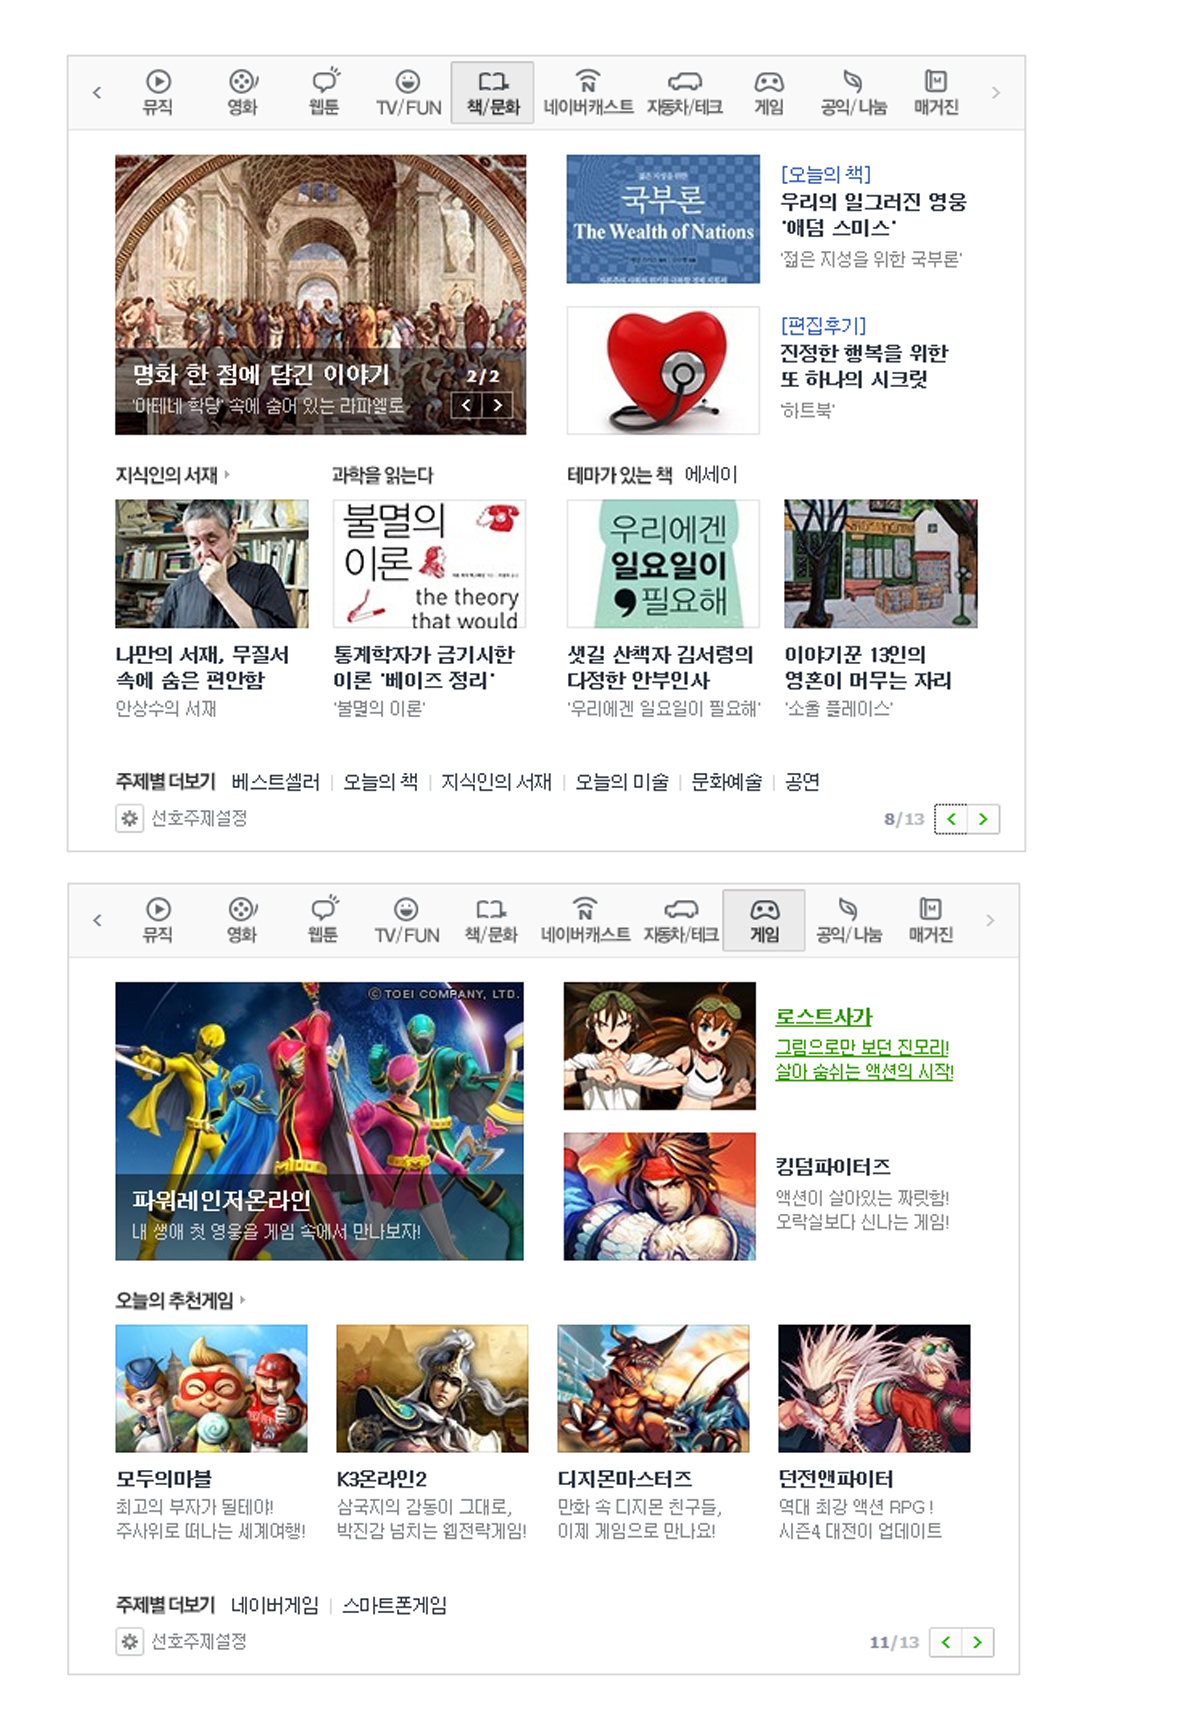 뮤직 영화 웹툰 TV/FUN 책/문화 네이버캐스트 자동차/테크 게임 공익/나눔 매거진
국부론
The Wealth of Nations
[오늘의 책]
우리의 일그러진 영웅
'애덤 스미스'
'젊은 지성을 위한 국부론'
명화 한 점에 담긴 이야기 2/2
'아테네 학당' 속에 숨어 있는 라파엘로
[편집후기]
진정한 행복을 위한
또 하나의 시크릿
'하트북'
지식인의 서재
과학을 읽는다
테마가 있는 책 에세이
불멸의
이론
the theory
that would
우리에겐
일요일이
,필요해
나만의 서재, 무질서
속에 숨은 편안함
안상수의 서재
통계학자가 금기시한
이론 '베이즈 정리'
'불멸의 이론'
샛길 산책자 김서령의
다정한 안부인사
'우리에겐 일요일이 필요해'
이야기꾼 13인의
영혼이 머무는 자리
'소울 플레이스'
주제별 더보기 베스트셀러 오늘의 책 지식인의 서재 오늘의 미술 문화예술 공연
선호주제설정 8/13
뮤직 영화 웹툰 TV/FUN 책/문화 네이버캐스트 자동차/테크 게임 공익/나눔 매거진
© TOEI COMPANY, LTD.
파워레인저온라인
내 생애 첫 영웅을 게임 속에서 만나보자!
로스트사가
그림으로만 보던 진모리!
살아 숨쉬는 액션의 시작!
킹덤파이터즈
액션이 살아있는 짜릿함!
오락실보다 신나는 게임!
오늘의 추천게임
모두의마블
최고의 부자가 될테야!
주사위로 떠나는 세계여행!
K3온라인2
삼국지의 감동이 그대로,
박진감 넘치는 웹전략게임!
디지몬마스터즈
만화 속 디지몬 친구들,
이제 게임으로 만나요!
던전앤파이터
역대 최강 액션 RPG !
시즌4 대전이 업데이트
주제별 더보기 네이버게임 스마트폰게임
선호주제설정 11/13